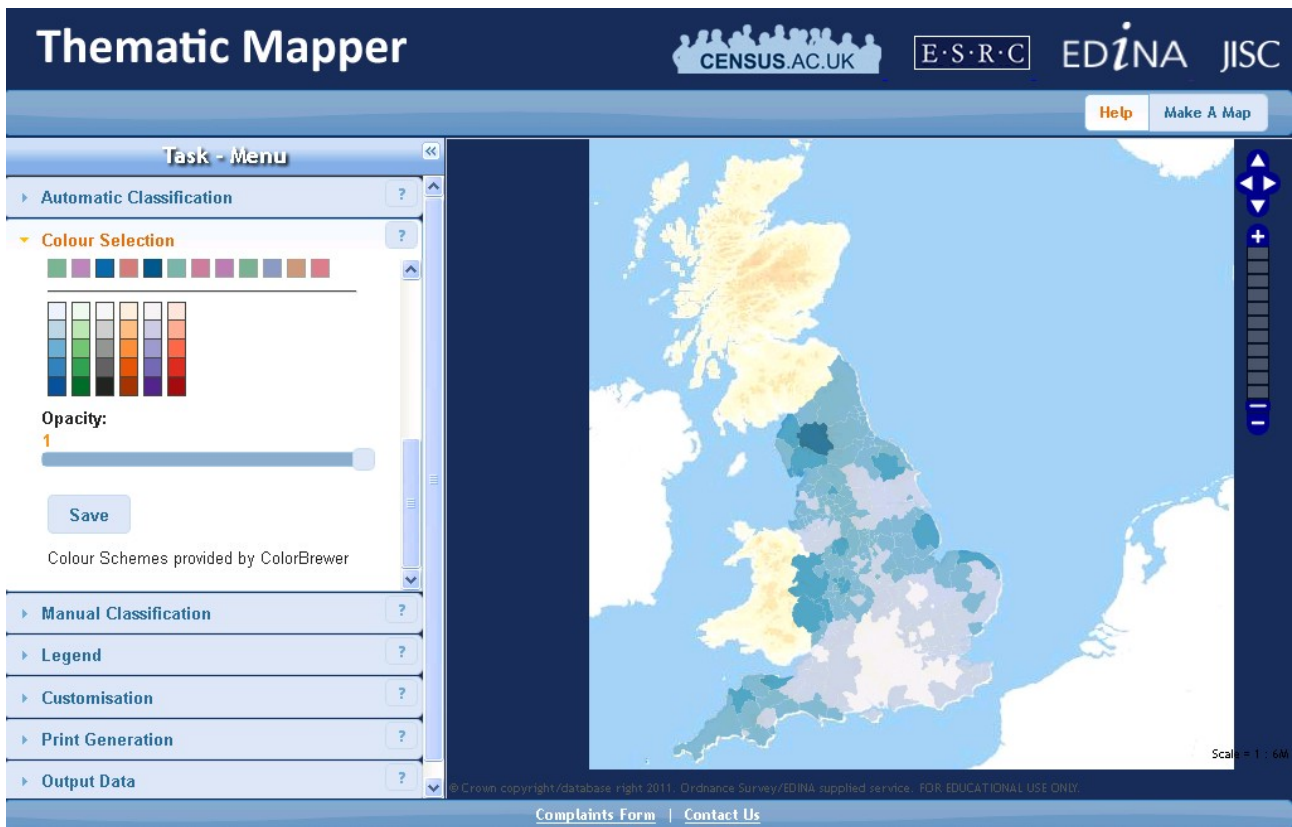 Thematic Mapper
CENSUS.AC.UK
E·S·R·C
EDINA
JISC
Help
Make A Map
Task - Menu
«
Automatic Classification ?
Colour Selection ?
Opacity:
1
Save
Colour Schemes provided by ColorBrewer
Manual Classification ?
Legend ?
Customisation ?
Print Generation ?
Output Data ?
Scale = 1 : 6M
© Crown copyright/database right 2011. Ordnance Survey/EDINA supplied service. FOR EDUCATIONAL USE ONLY.
Complaints Form | Contact Us